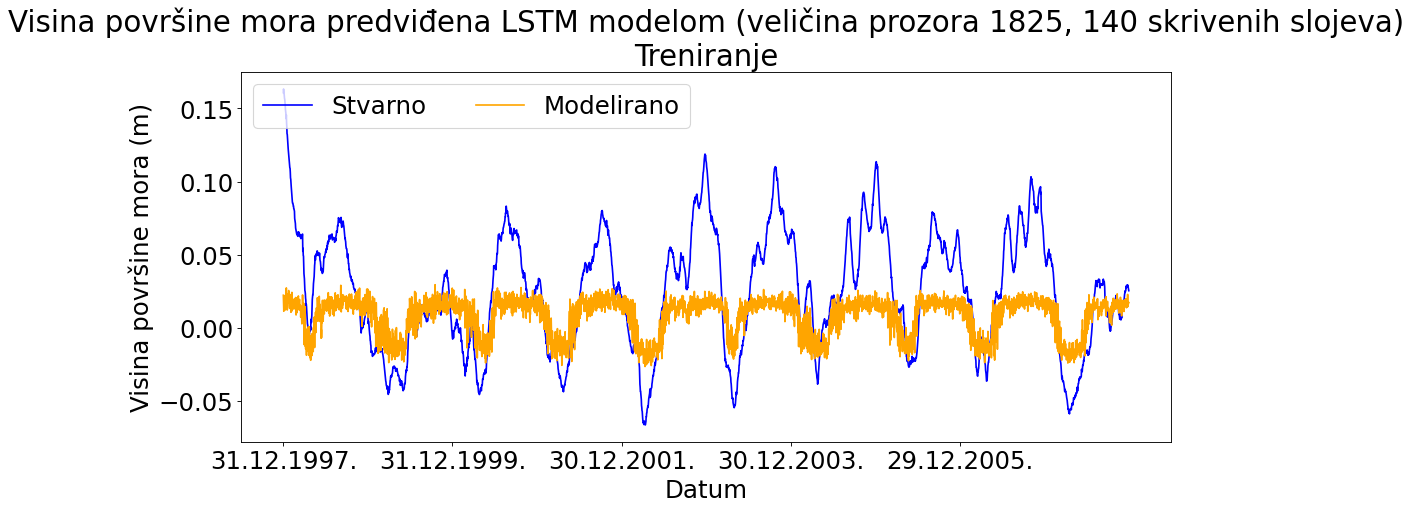 Visina površine mora predviđena LSTM modelom (veličina prozora 1825, 140 skrivenih slojeva)
Treniranje
Stvarno Modelirano
Visina površine mora (m)
0.15
0.10
0.05
0.00
−0.05
31.12.1997. 31.12.1999. 30.12.2001. 30.12.2003. 29.12.2005.
Datum